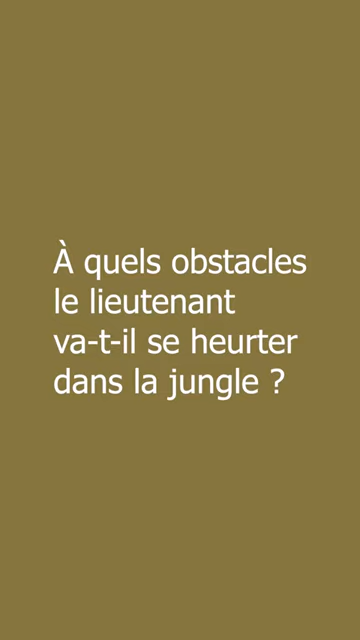 À quels obstacles
le lieutenant
va-t-il se heurter
dans la jungle ?